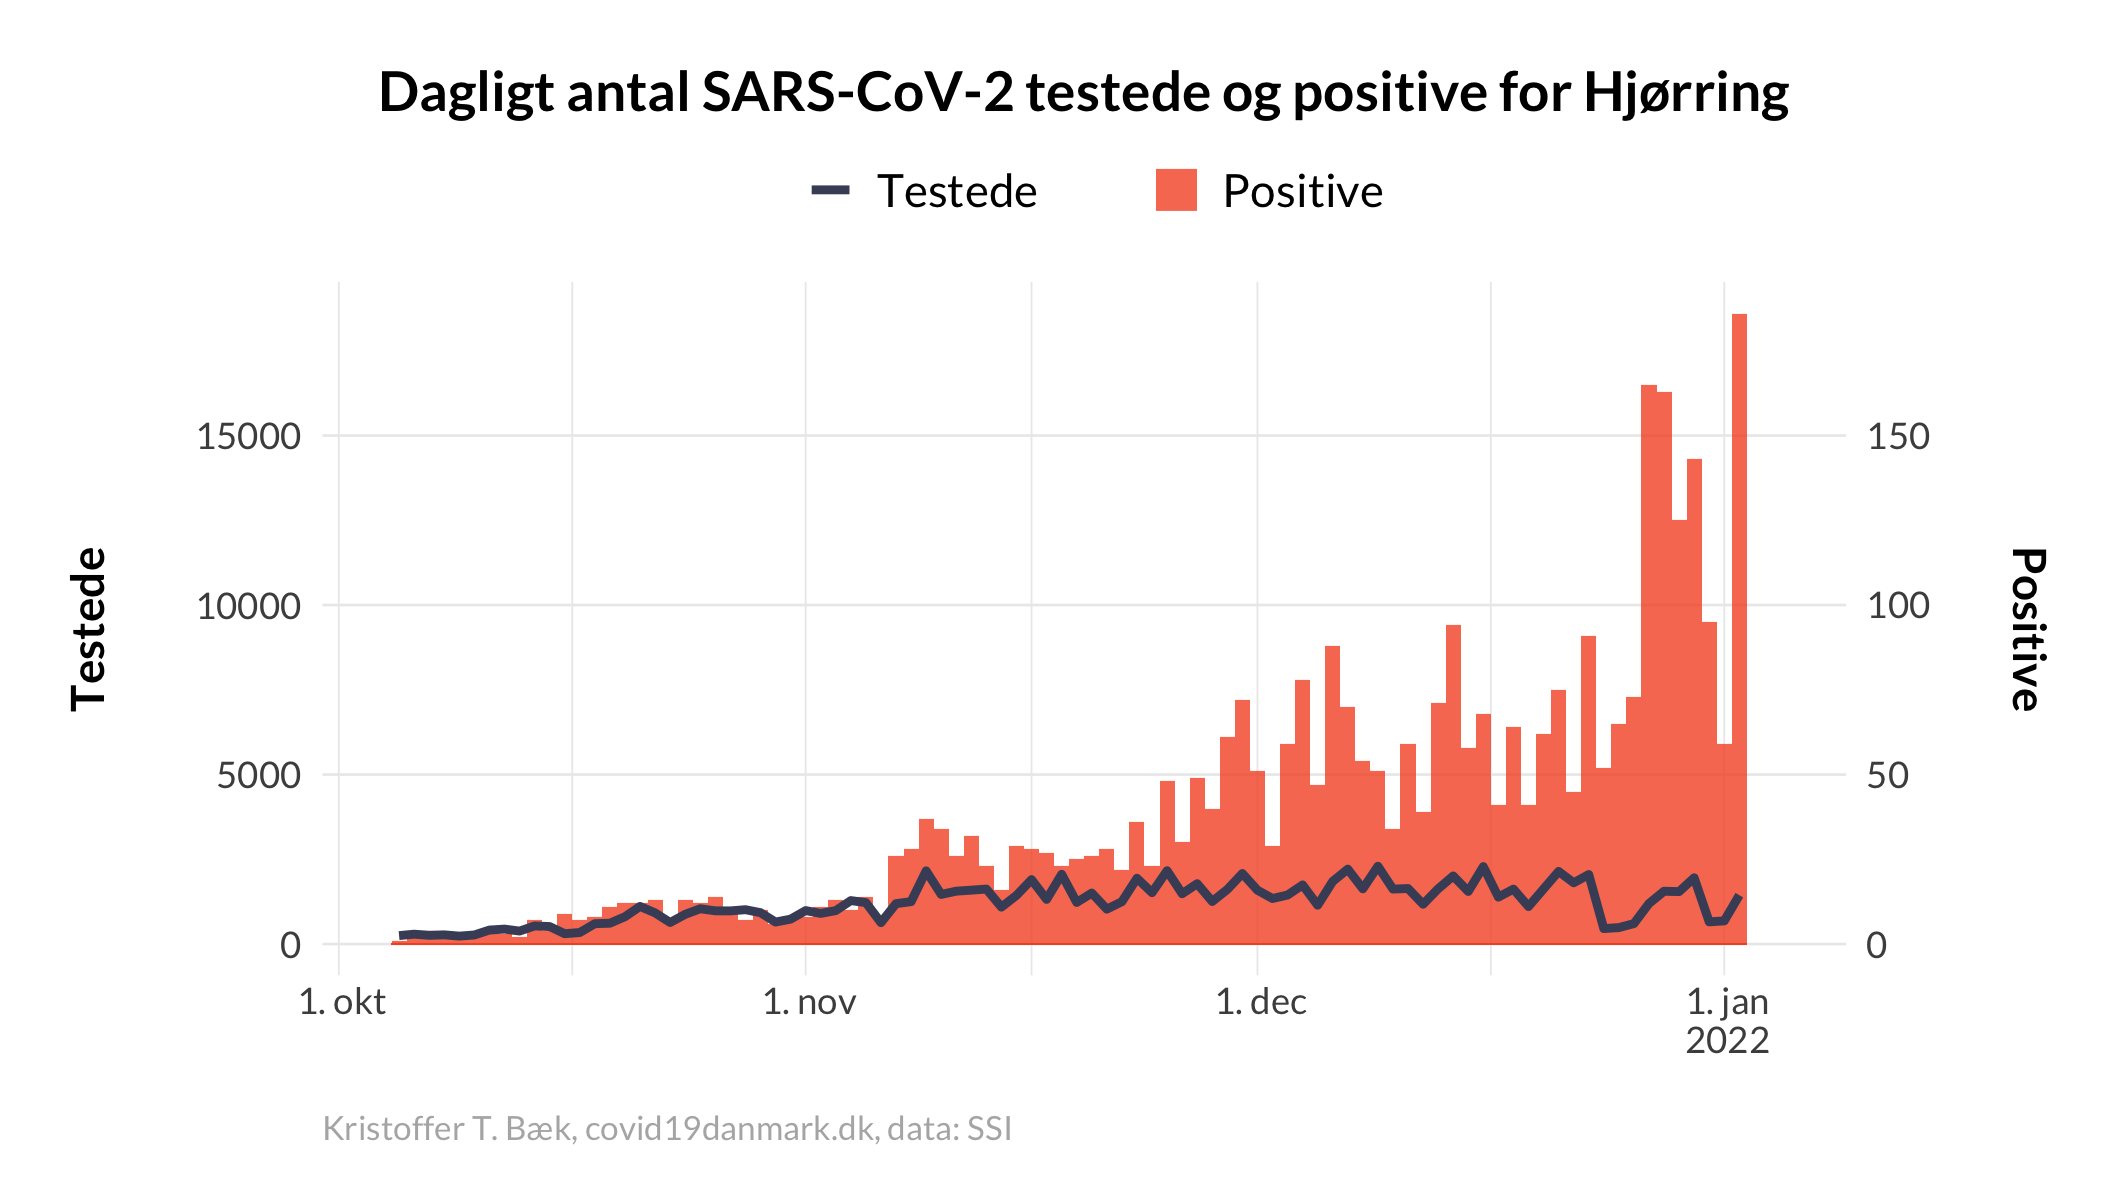 Dagligt antal SARS-CoV-2 testede og positive for Hjørring
Testede
Positive
15000
10000
5000
0
Testede
150
100
50
0
Positive
1. okt
1. nov
1. dec
1. jan
2022
Kristoffer T. Bæk, covid19danmark.dk, data: SSI